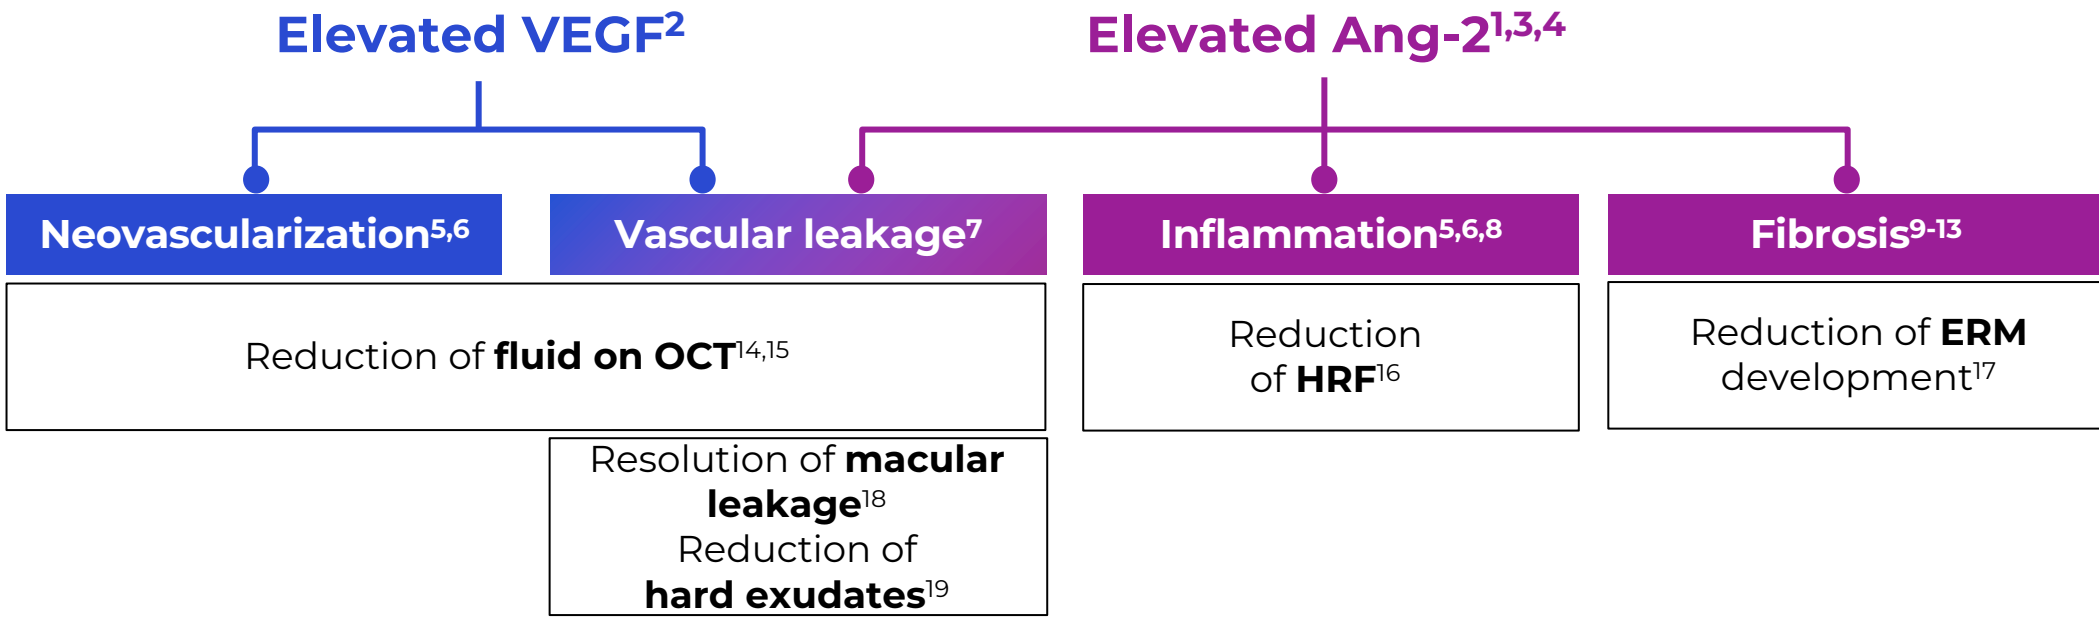 Elevated VEGF²
Elevated Ang-2¹,³,⁴
Neovascularization⁵,⁶
Vascular leakage⁷
Inflammation⁵,⁶,⁸
Fibrosis⁹⁻¹³
Reduction of fluid on OCT¹⁴,¹⁵
Reduction
of HRF¹⁶
Reduction of ERM
development¹⁷
Resolution of macular
leakage¹⁸
Reduction of
hard exudates¹⁹